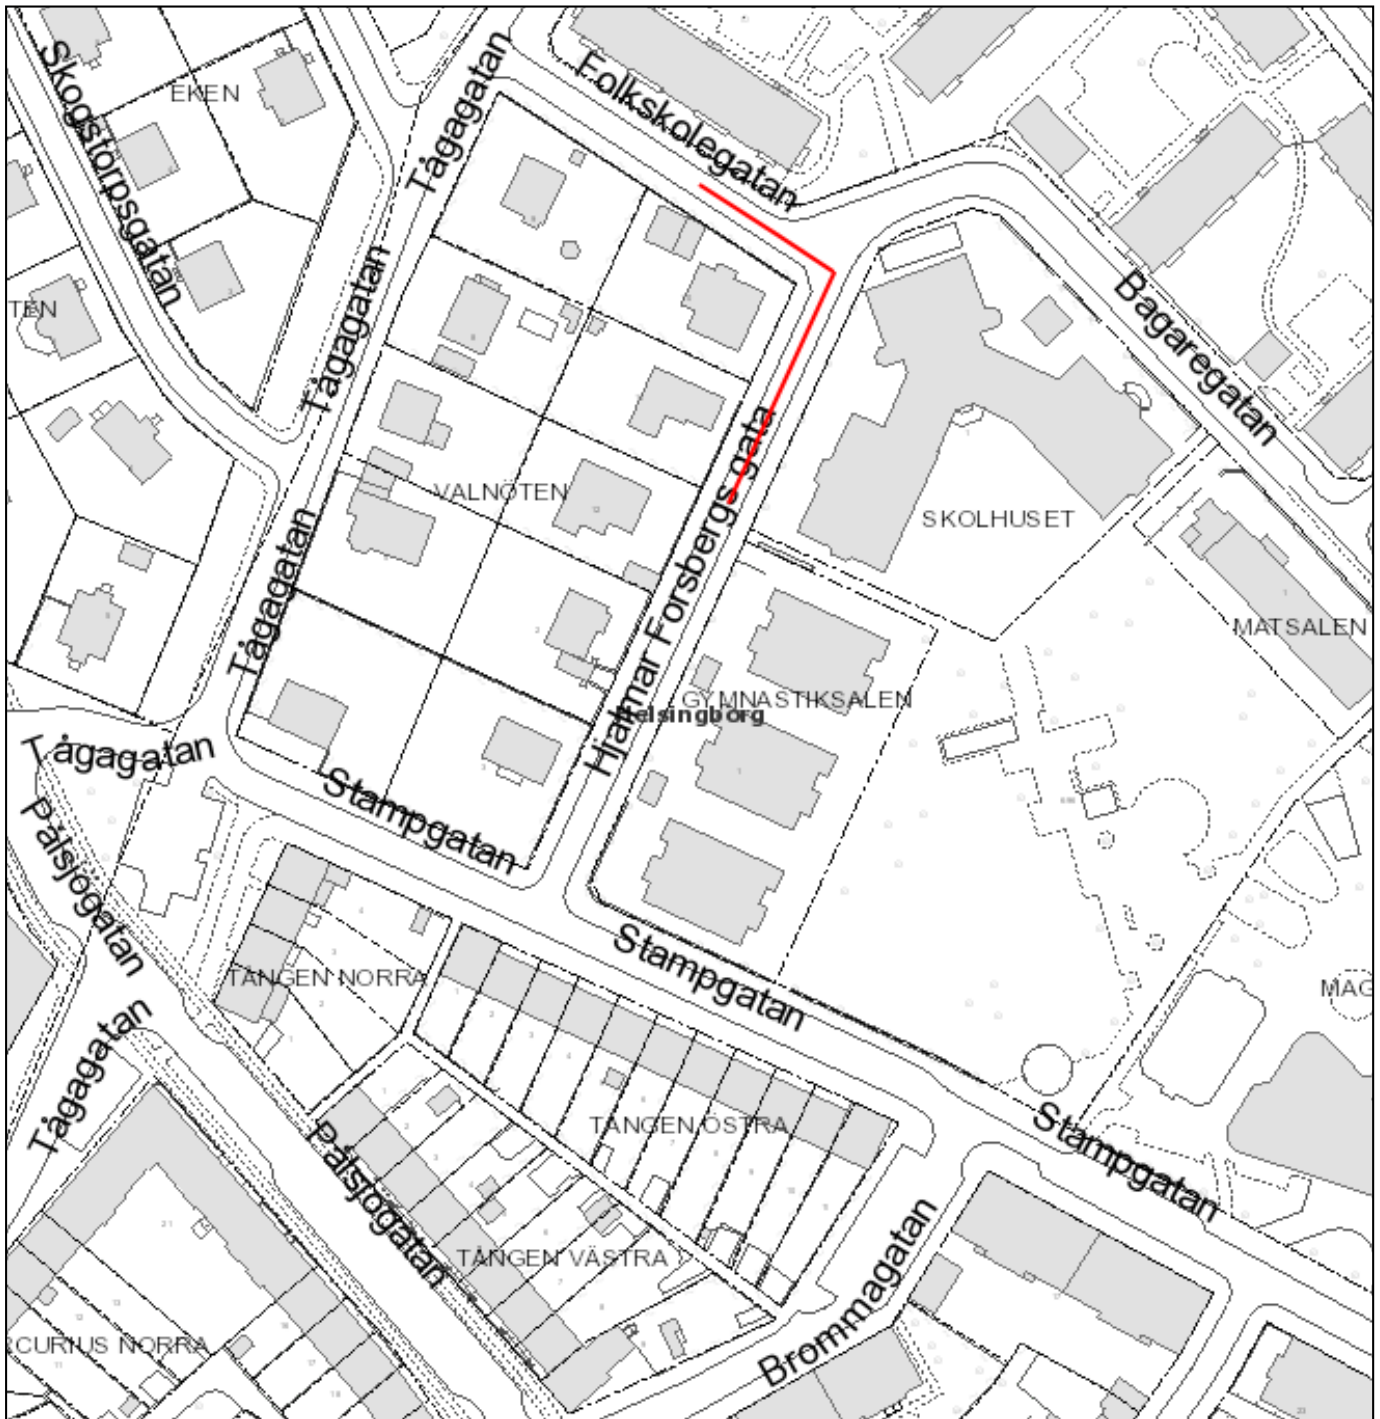 EKEN
Skogstorpsgatan
Tågagatan
Folkskolegatan
TEN
Tågagatan
Bagaregatan
VALNÖTEN
SKOLHUSET
Hjalmar Forsbergs gata
Tågagatan
MATSALEN
GYMNASTIKSALEN
Helsingborg
Tågagatan
Stampgatan
Pålsjögatan
TÅNGEN NORRA
Stampgatan
MAG
Tågagatan
TÅNGEN ÖSTRA
Stampgatan
Pålsjögatan
TÅNGEN VÄSTRA
Brommagatan
RCURIUS NORRA